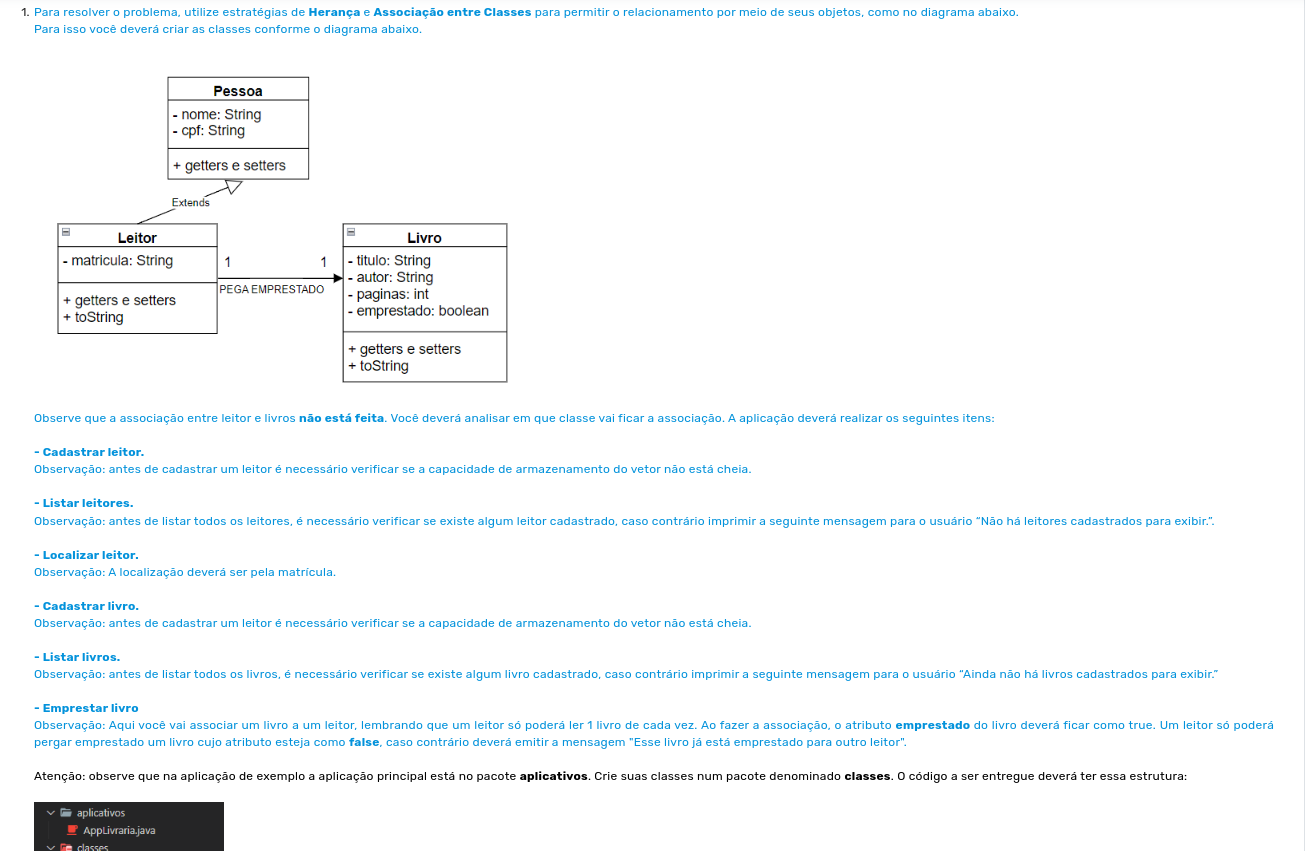 1. Para resolver o problema, utilize estratégias de Herança e Associação entre Classes para permitir o relacionamento por meio de seus objetos, como no diagrama abaixo.
Para isso você deverá criar as classes conforme o diagrama abaixo.
Pessoa
- nome: String
- cpf: String
+ getters e setters
Extends
Leitor
- matricula: String
+ getters e setters
+ toString
1
1
PEGA EMPRESTADO
Livro
- titulo: String
- autor: String
- paginas: int
- emprestado: boolean
+ getters e setters
+ toString
Observe que a associação entre leitor e livros não está feita. Você deverá analisar em que classe vai ficar a associação. A aplicação deverá realizar os seguintes itens:
- Cadastrar leitor.
Observação: antes de cadastrar um leitor é necessário verificar se a capacidade de armazenamento do vetor não está cheia.
- Listar leitores.
Observação: antes de listar todos os leitores, é necessário verificar se existe algum leitor cadastrado, caso contrário imprimir a seguinte mensagem para o usuário “Não há leitores cadastrados para exibir.”.
- Localizar leitor.
Observação: A localização deverá ser pela matrícula.
- Cadastrar livro.
Observação: antes de cadastrar um leitor é necessário verificar se a capacidade de armazenamento do vetor não está cheia.
- Listar livros.
Observação: antes de listar todos os livros, é necessário verificar se existe algum livro cadastrado, caso contrário imprimir a seguinte mensagem para o usuário “Ainda não há livros cadastrados para exibir.”
- Emprestar livro
Observação: Aqui você vai associar um livro a um leitor, lembrando que um leitor só poderá ler 1 livro de cada vez. Ao fazer a associação, o atributo emprestado do livro deverá ficar como true. Um leitor só poderá
pergar emprestado um livro cujo atributo esteja como false, caso contrário deverá emitir a mensagem "Esse livro já está emprestado para outro leitor".
Atenção: observe que na aplicação de exemplo a aplicação principal está no pacote aplicativos. Crie suas classes num pacote denominado classes. O código a ser entregue deverá ter essa estrutura:
aplicativos
AppLivraria.java
classes